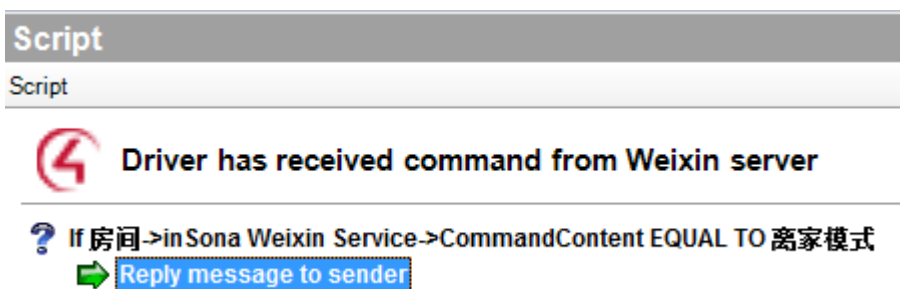 Script
Script
Driver has received command from Weixin server
If 房间->inSona Weixin Service->CommandContent EQUAL TO 离家模式
Reply message to sender